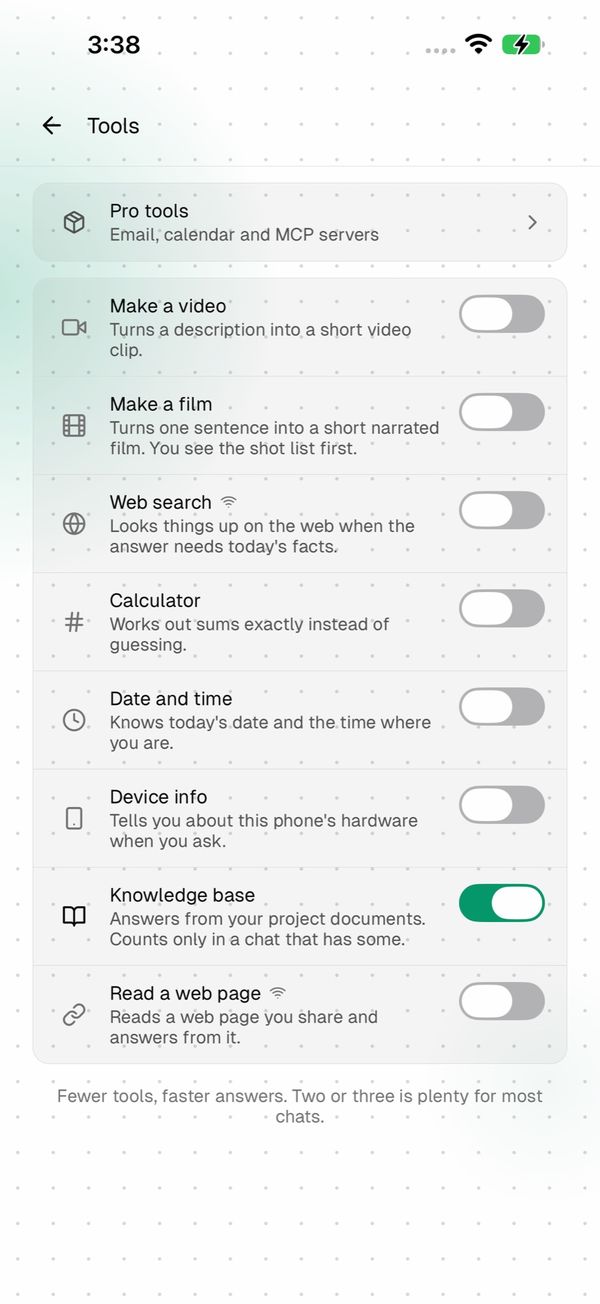 3:38
Tools
Pro tools
Email, calendar and MCP servers
Make a video
Turns a description into a short video
clip.
Make a film
Turns one sentence into a short narrated
film. You see the shot list first.
Web search
Looks things up on the web when the
answer needs today's facts.
Calculator
Works out sums exactly instead of
guessing.
Date and time
Knows today's date and the time where
you are.
Device info
Tells you about this phone's hardware
when you ask.
Knowledge base
Answers from your project documents.
Counts only in a chat that has some.
Read a web page
Reads a web page you share and
answers from it.
Fewer tools, faster answers. Two or three is plenty for most
chats.